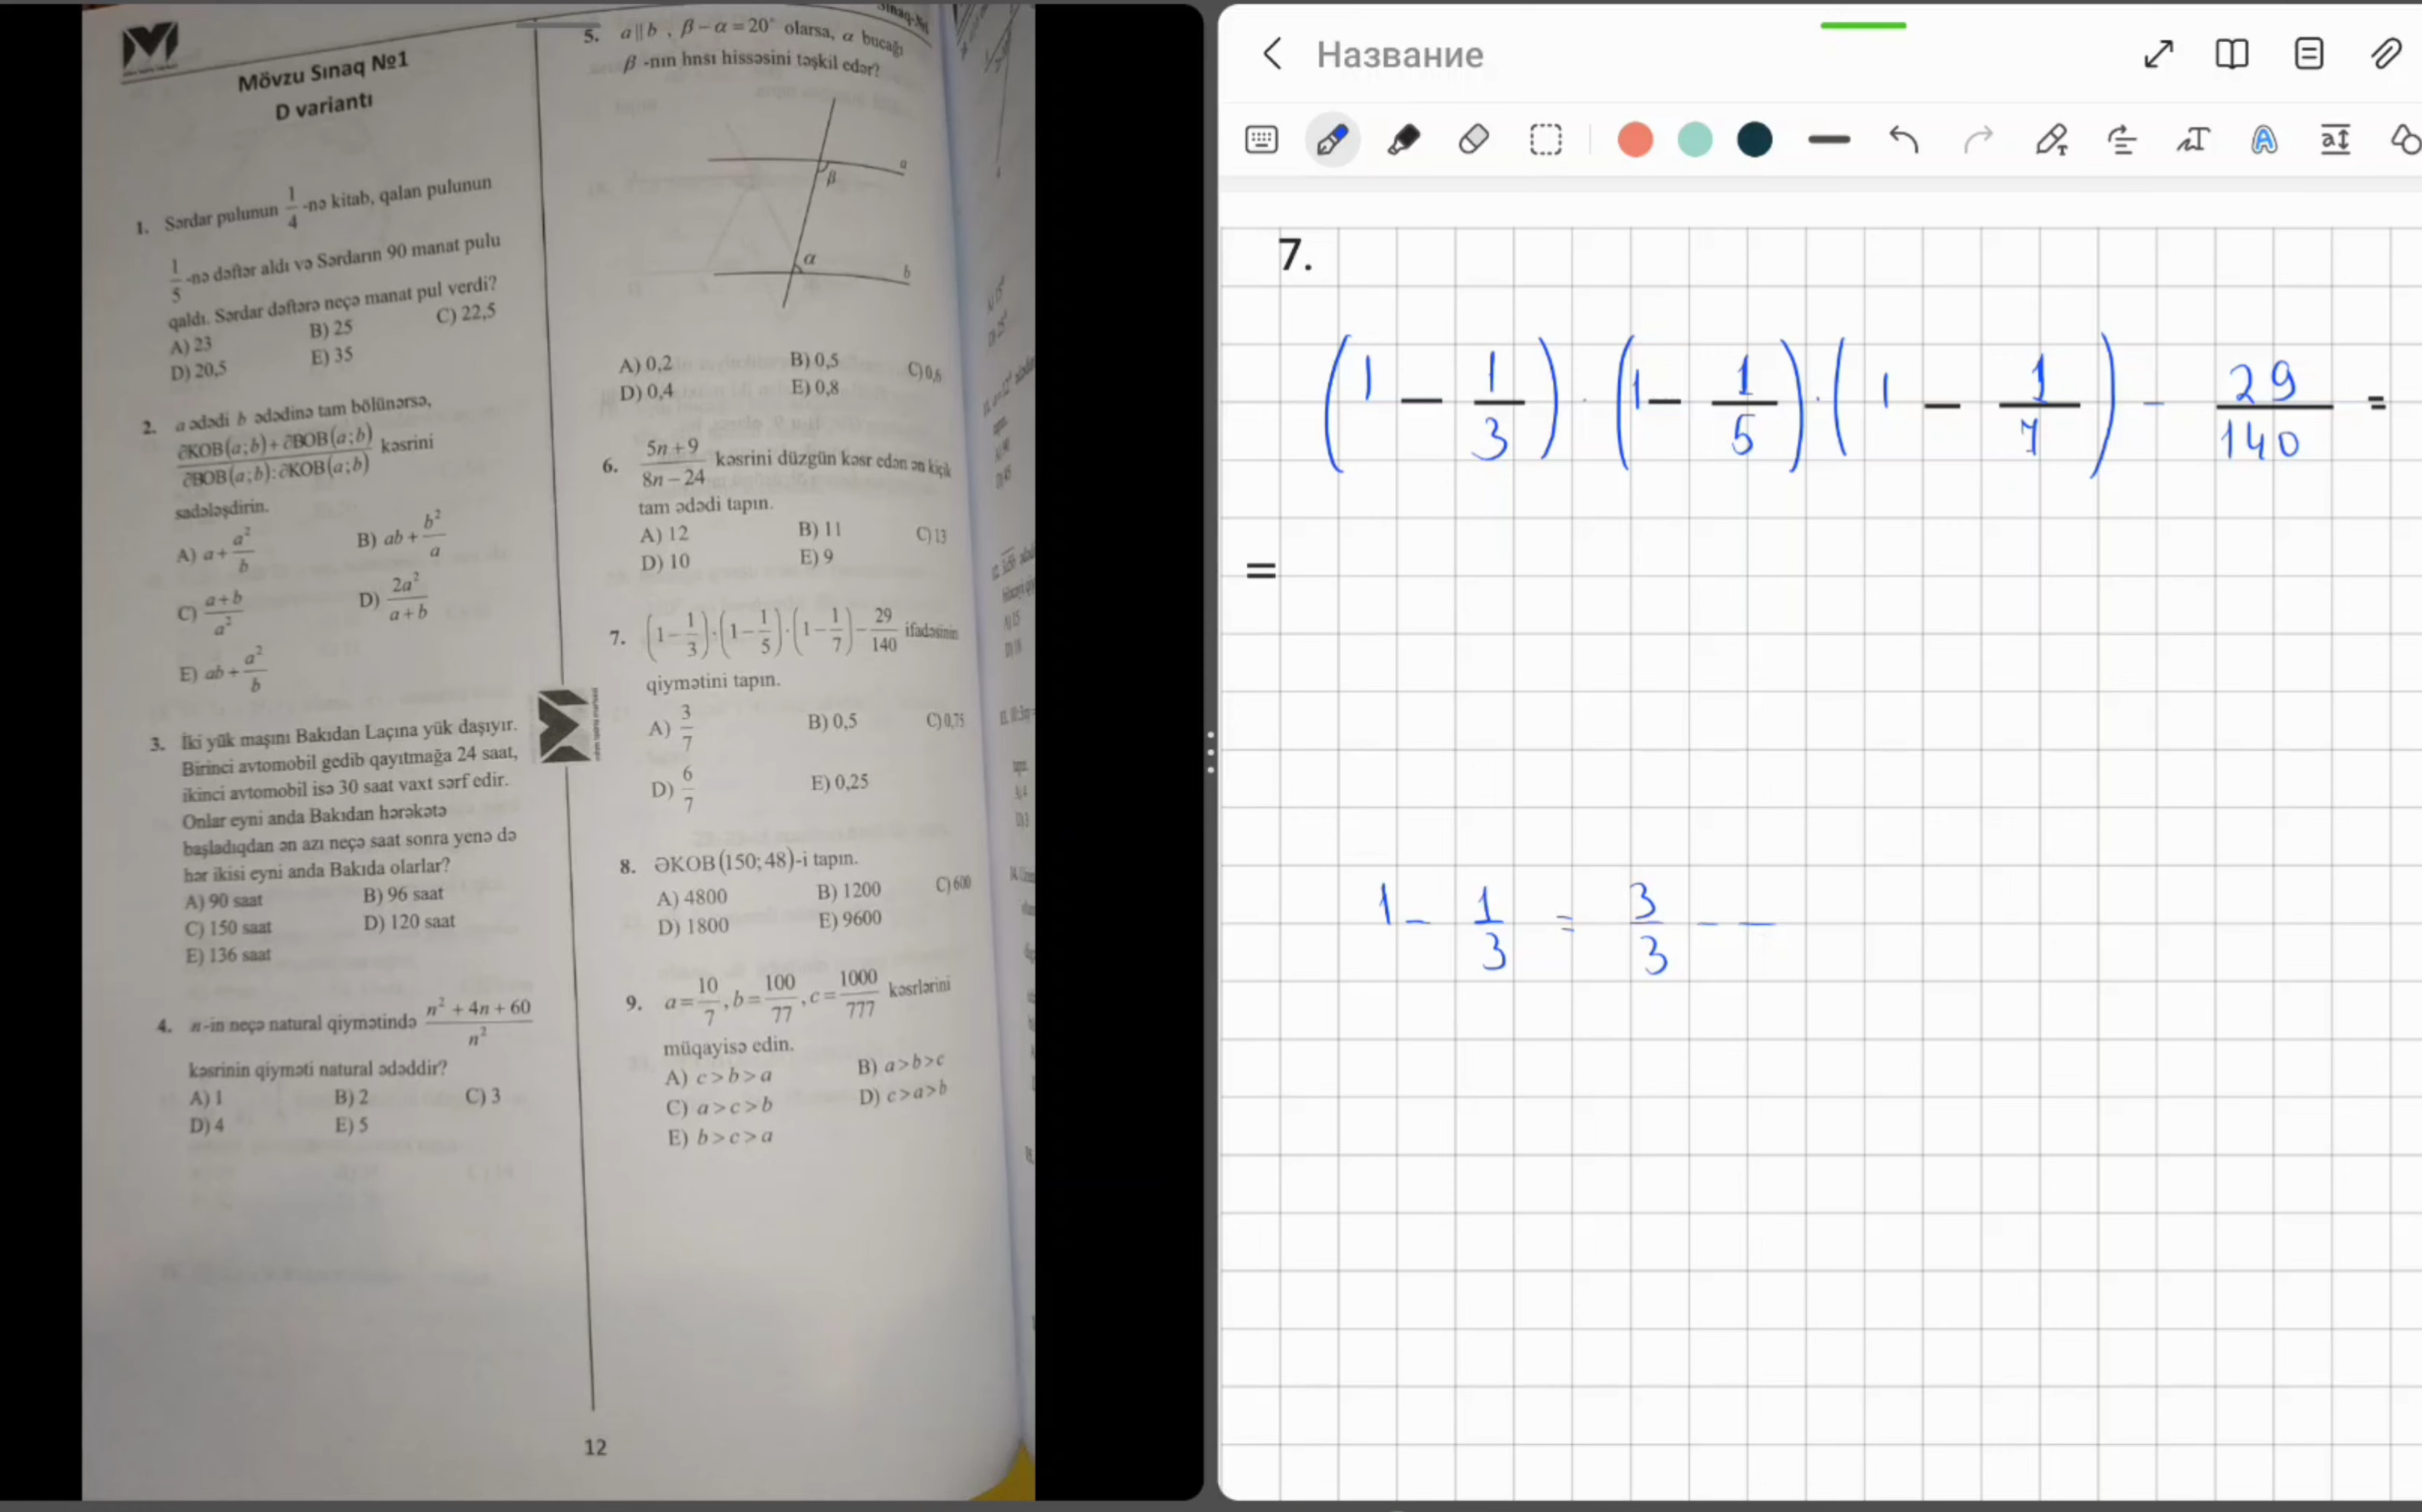 Mövzu Sınaq №1
D variantı
1. Sərdar pulunun 1/4 -nə kitab, qalan pulunun
1/5 -nə dəftər aldı və Sərdarın 90 manat pulu
qaldı. Sərdar dəftərə neçə manat pul verdi?
A) 23 B) 25 C) 22,5
D) 20,5 E) 35
2. a ədədi b ədədinə tam bölünərsə,
(ƏKOB(a;b)+ƏBOB(a;b))/(ƏBOB(a;b):ƏKOB(a;b)) kəsrini
sadələşdirin.
A) a + a²/b B) ab + b²/a
C) (a+b)/a² D) 2a²/(a+b)
E) ab + a²/b
3. İki yük maşını Bakıdan Laçına yük daşıyır.
Birinci avtomobil gedib qayıtmağa 24 saat,
ikinci avtomobil isə 30 saat vaxt sərf edir.
Onlar eyni anda Bakıdan hərəkətə
başladıqdan ən azı neçə saat sonra yenə də
hər ikisi eyni anda Bakıda olarlar?
A) 90 saat B) 96 saat
C) 150 saat D) 120 saat
E) 136 saat
4. n-in neçə natural qiymətində (n² + 4n + 60)/n²
kəsrinin qiyməti natural ədəddir?
A) 1 B) 2 C) 3
D) 4 E) 5
5. a || b , β − α = 20° olarsa, α bucağı
β -nın hnsı hissəsini təşkil edər?
a
β
α
b
A) 0,2 B) 0,5 C) 0,6
D) 0,4 E) 0,8
6. (5n + 9)/(8n − 24) kəsrini düzgün kəsr edən ən kiçik
tam ədədi tapın.
A) 12 B) 11 C) 13
D) 10 E) 9
7. (1 − 1/3)·(1 − 1/5)·(1 − 1/7) − 29/140 ifadəsinin
qiymətini tapın.
A) 3/7 B) 0,5 C) 0,75
D) 6/7 E) 0,25
8. ƏKOB(150; 48)-i tapın.
A) 4800 B) 1200 C) 600
D) 1800 E) 9600
9. a = 10/7, b = 100/77, c = 1000/777 kəsrlərini
müqayisə edin.
A) c > b > a B) a > b > c
C) a > c > b D) c > a > b
E) b > c > a
12
Название
7.
(1 − 1/3) · (1 − 1/5) · (1 − 1/7) − 29/140 =
=
1 − 1/3 = 3/3 −